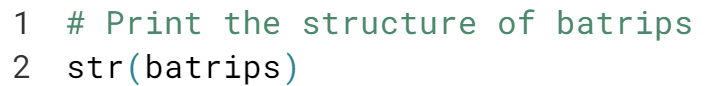 1 # Print the structure of batrips
2 str(batrips)